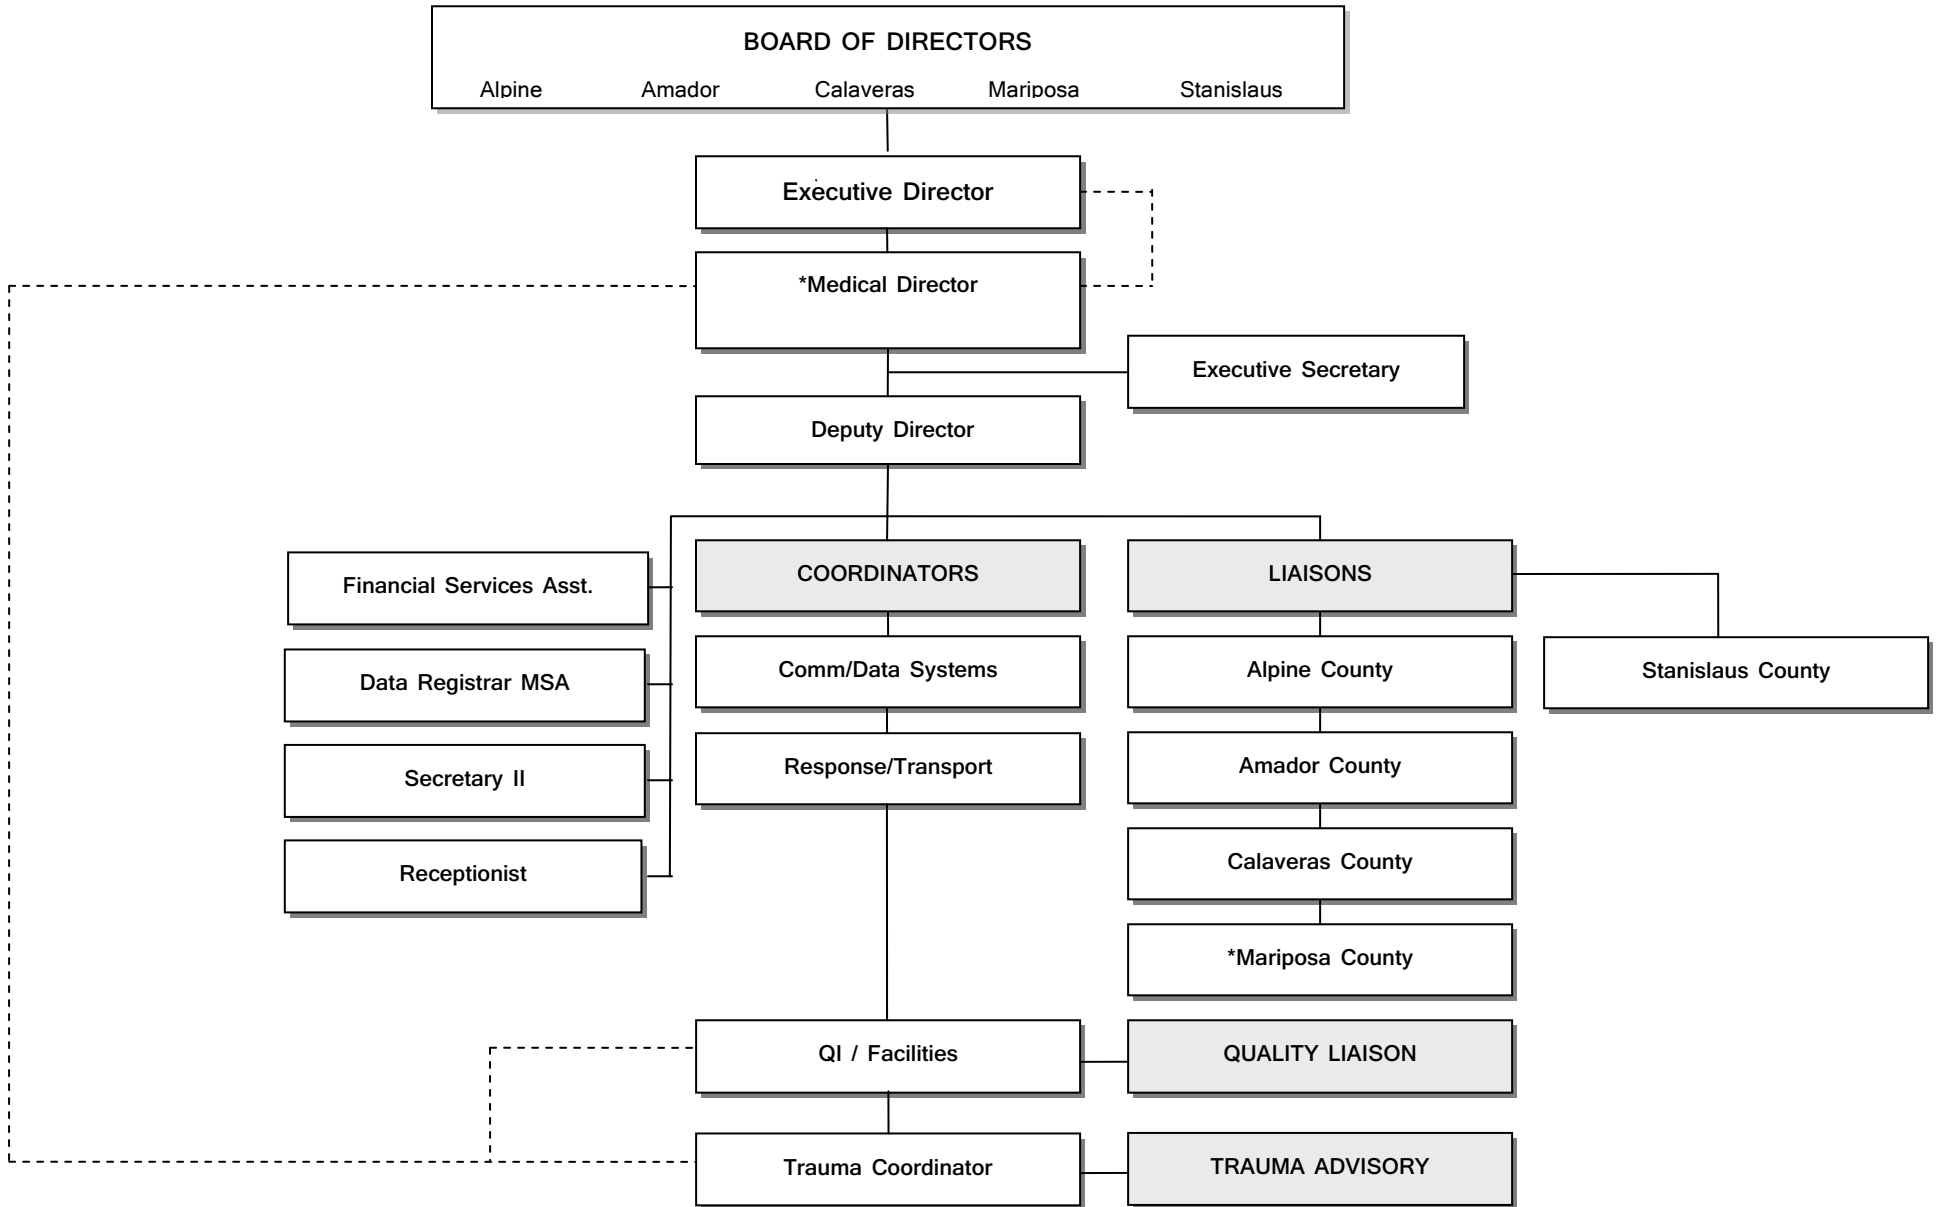 BOARD OF DIRECTORS
Alpine Amador Calaveras Mariposa Stanislaus
Executive Director
*Medical Director
Executive Secretary
Deputy Director
COORDINATORS
LIAISONS
Financial Services Asst.
Comm/Data Systems
Alpine County
Stanislaus County
Data Registrar MSA
Response/Transport
Amador County
Secretary II
Calaveras County
Receptionist
*Mariposa County
QI / Facilities
QUALITY LIAISON
Trauma Coordinator
TRAUMA ADVISORY